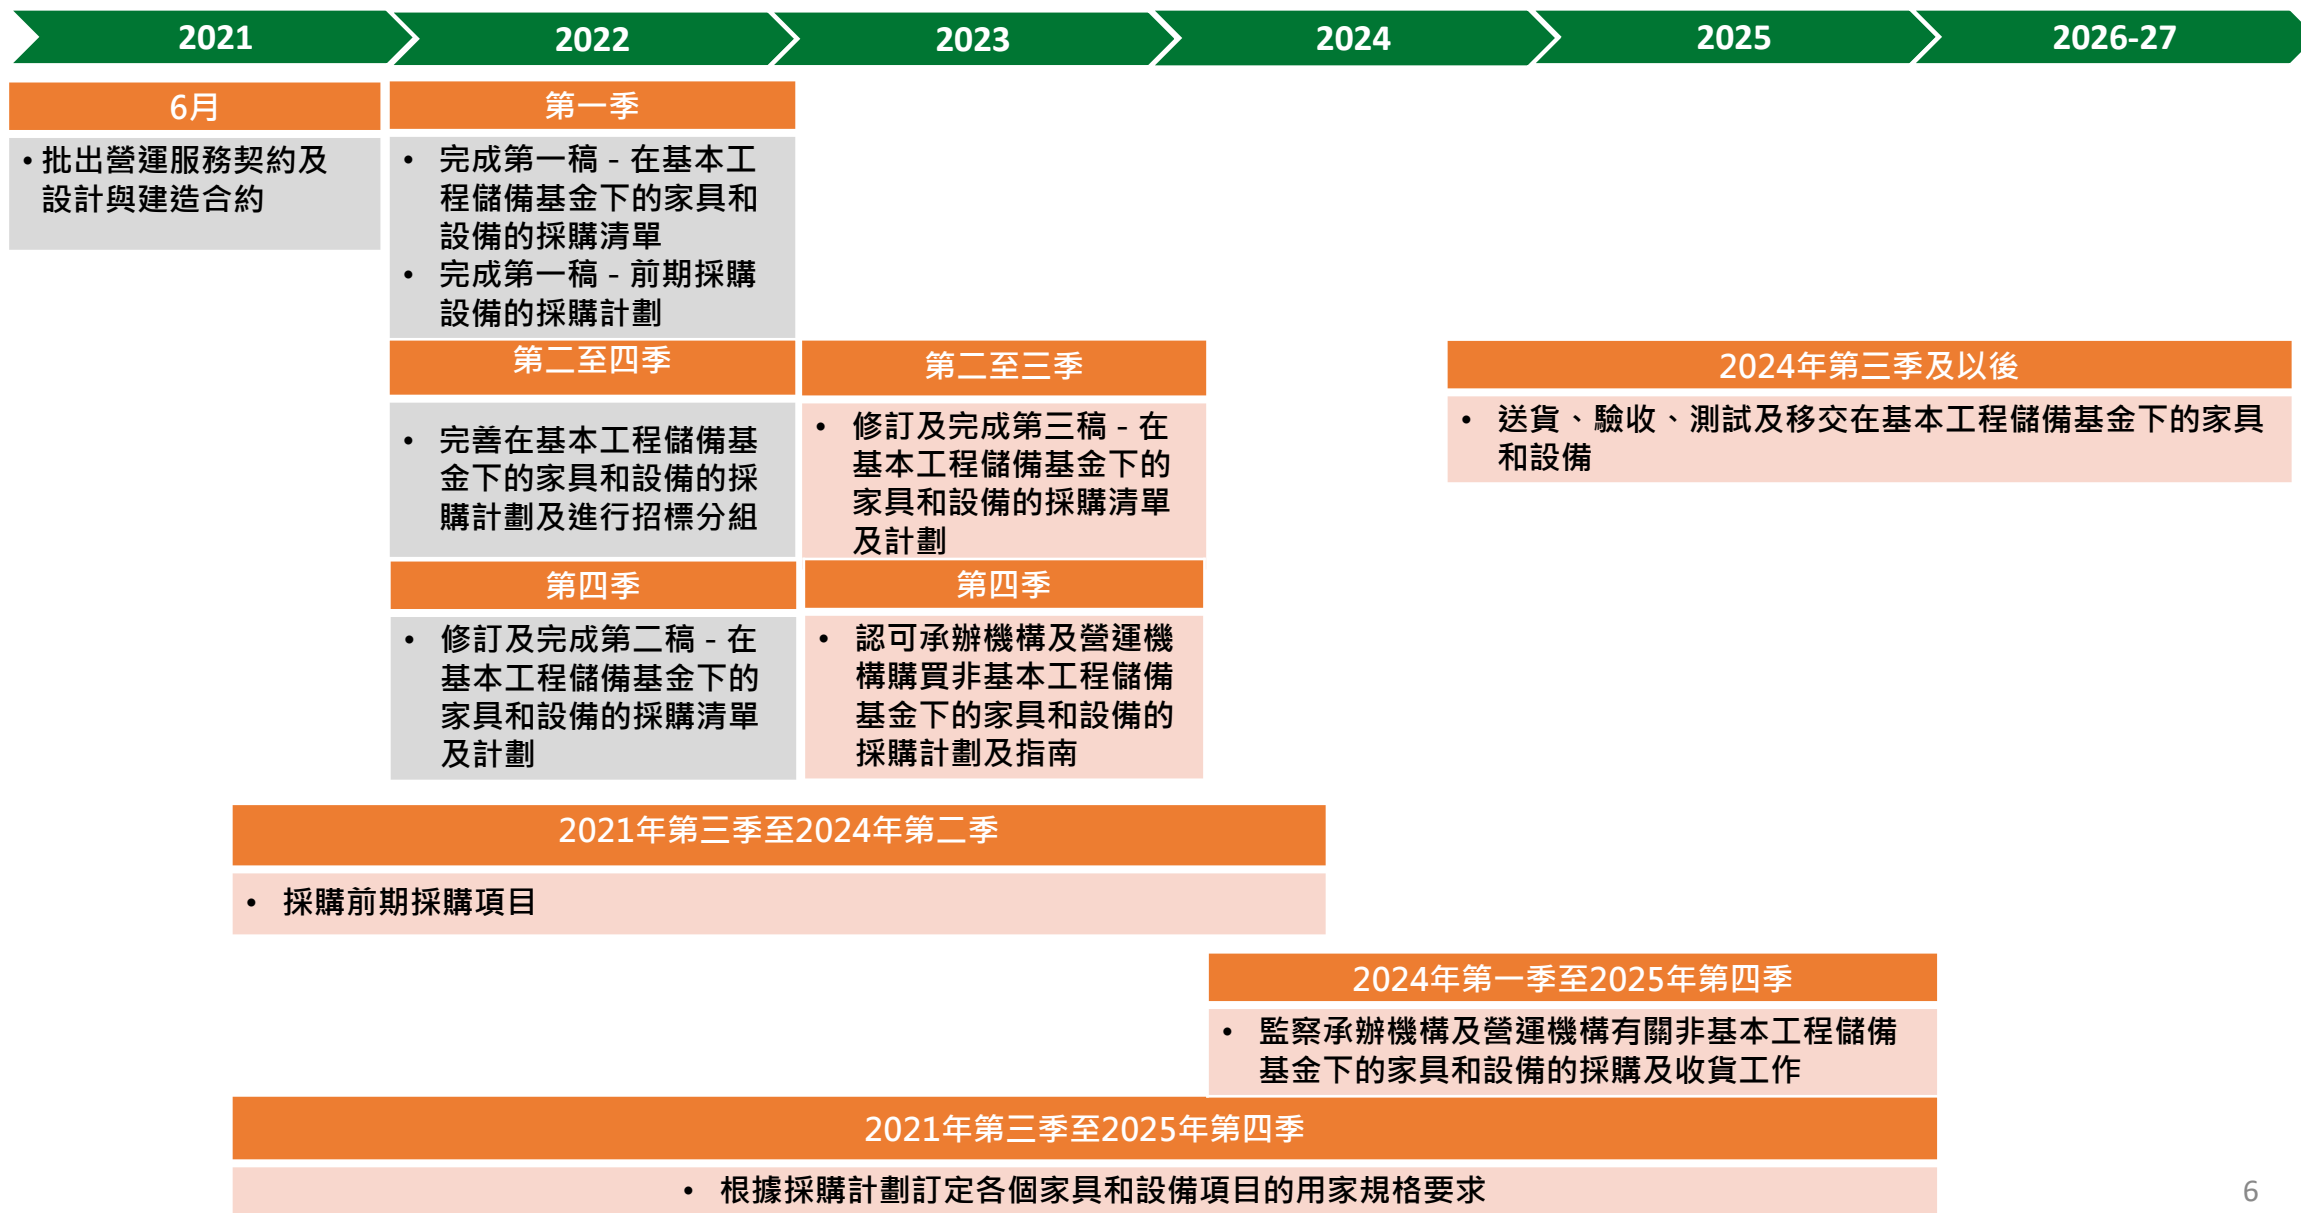 2021
2022
2023
2024
2025
2026-27
6月
•批出營運服務契約及
設計與建造合約
第一季
• 完成第一稿 - 在基本工
程儲備基金下的家具和
設備的採購清單
• 完成第一稿 - 前期採購
設備的採購計劃
第二至四季
• 完善在基本工程儲備基
金下的家具和設備的採
購計劃及進行招標分組
第四季
• 修訂及完成第二稿 - 在
基本工程儲備基金下的
家具和設備的採購清單
及計劃
第二至三季
• 修訂及完成第三稿 - 在
基本工程儲備基金下的
家具和設備的採購清單
及計劃
第四季
• 認可承辦機構及營運機
構購買非基本工程儲備
基金下的家具和設備的
採購計劃及指南
2024年第三季及以後
• 送貨、驗收、測試及移交在基本工程儲備基金下的家具
和設備
2021年第三季至2024年第二季
• 採購前期採購項目
2024年第一季至2025年第四季
• 監察承辦機構及營運機構有關非基本工程儲備
基金下的家具和設備的採購及收貨工作
2021年第三季至2025年第四季
• 根據採購計劃訂定各個家具和設備項目的用家規格要求
6